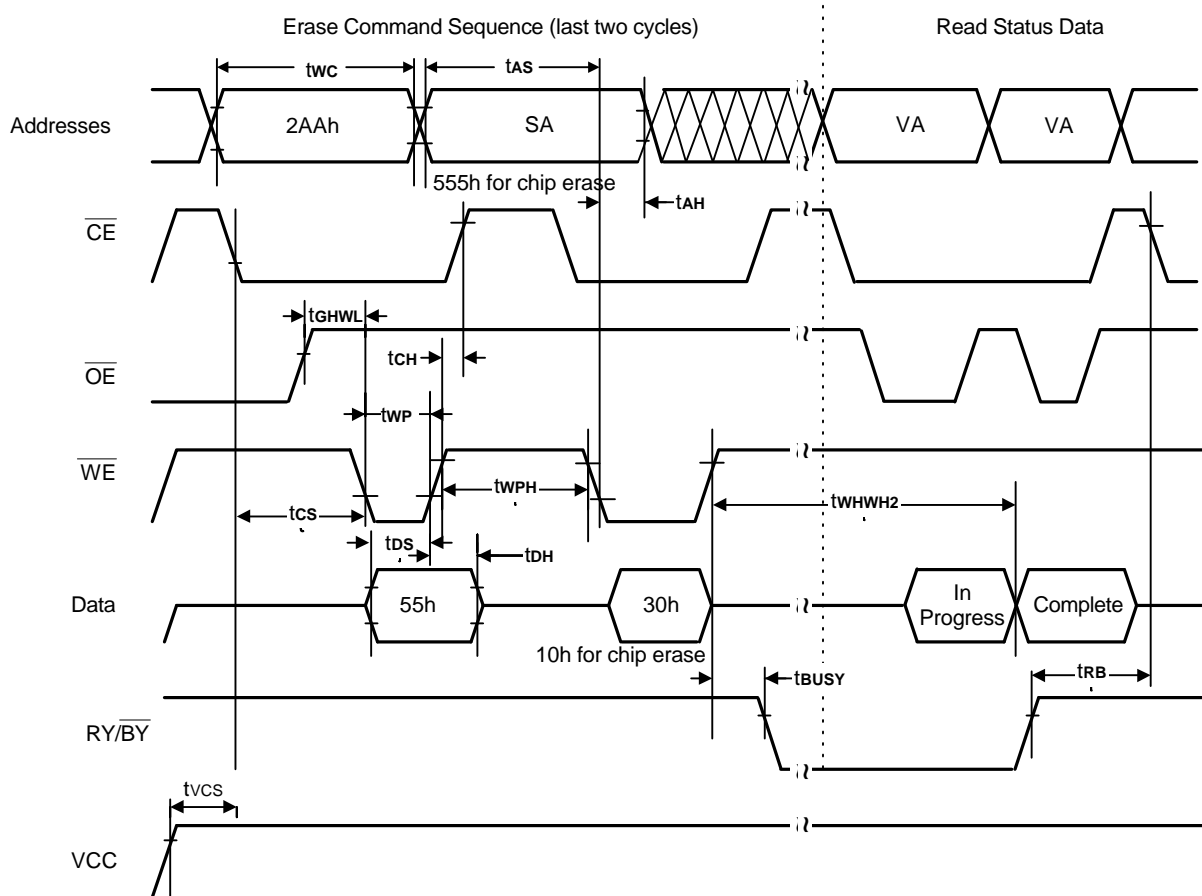 Erase Command Sequence (last two cycles)
Read Status Data
tWC
tAS
Addresses
2AAh
SA
VA
VA
555h for chip erase
tAH
CE
tGHWL
tCH
OE
tWP
WE
tWPH
tWHWH2
tCS
tDS
tDH
Data
55h
30h
In
Progress
Complete
10h for chip erase
tBUSY
tRB
RY/BY
tVCS
VCC